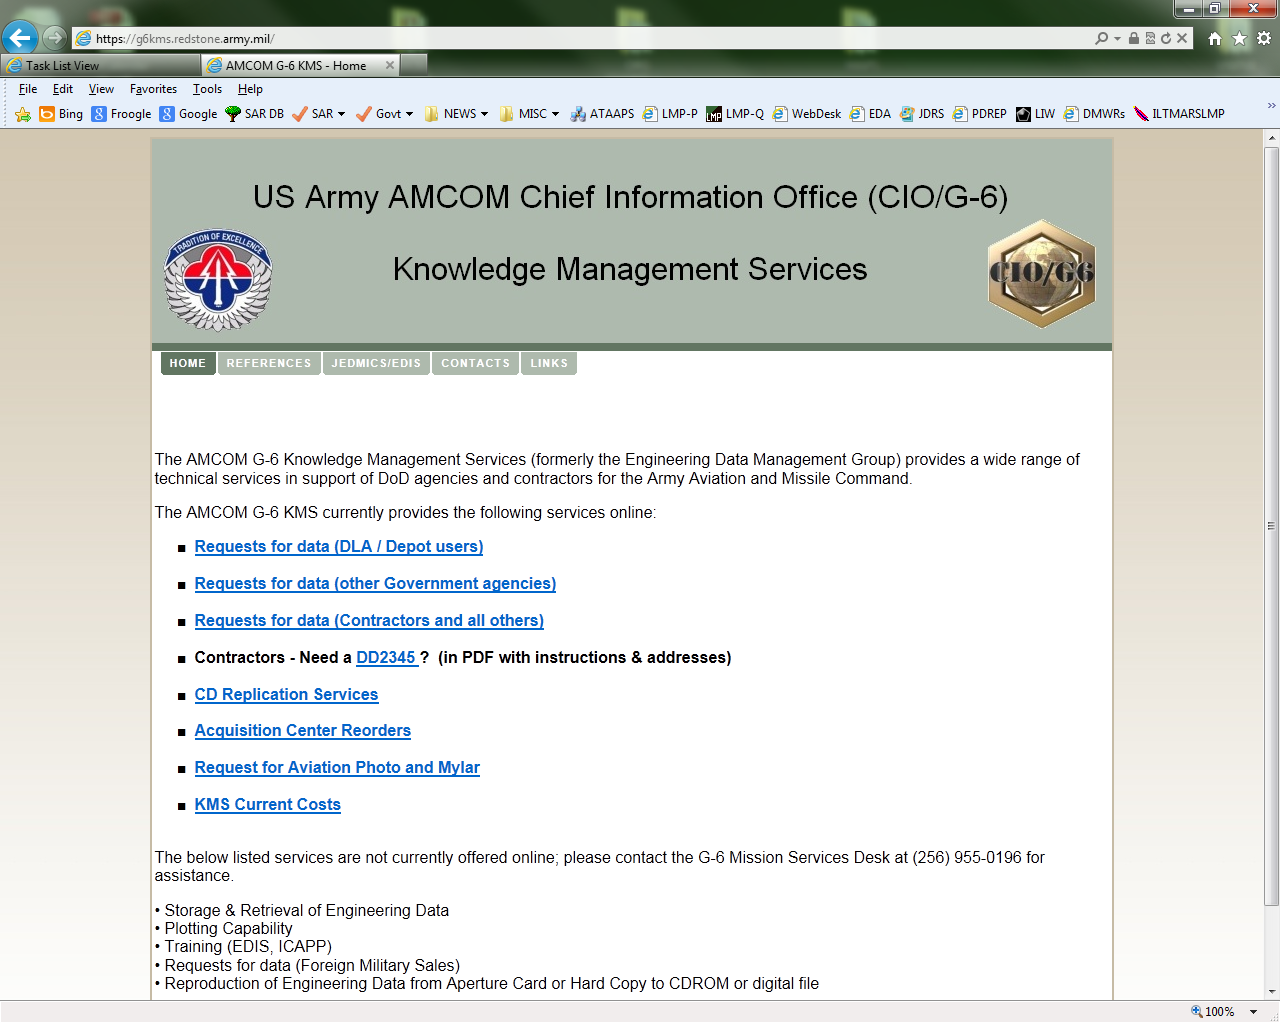 https://g6kms.redstone.army.mil/
Task List View
AMCOM G-6 KMS - Home
File Edit View Favorites Tools Help
Bing Froogle Google SAR DB SAR Govt NEWS MISC ATAAPS LMP-P LMP-Q WebDesk EDA JDRS PDREP LIW DMWRs ILTMARSLMP
US Army AMCOM Chief Information Office (CIO/G-6)
TRADITION OF EXCELLENCE
Knowledge Management Services
CIO/G6
HOME REFERENCES JEDMICS/EDIS CONTACTS LINKS
The AMCOM G-6 Knowledge Management Services (formerly the Engineering Data Management Group) provides a wide range of
technical services in support of DoD agencies and contractors for the Army Aviation and Missile Command.
The AMCOM G-6 KMS currently provides the following services online:
Requests for data (DLA / Depot users)
Requests for data (other Government agencies)
Requests for data (Contractors and all others)
Contractors - Need a DD2345 ? (in PDF with instructions & addresses)
CD Replication Services
Acquisition Center Reorders
Request for Aviation Photo and Mylar
KMS Current Costs
The below listed services are not currently offered online; please contact the G-6 Mission Services Desk at (256) 955-0196 for
assistance.
• Storage & Retrieval of Engineering Data
• Plotting Capability
• Training (EDIS, ICAPP)
• Requests for data (Foreign Military Sales)
• Reproduction of Engineering Data from Aperture Card or Hard Copy to CDROM or digital file
100%